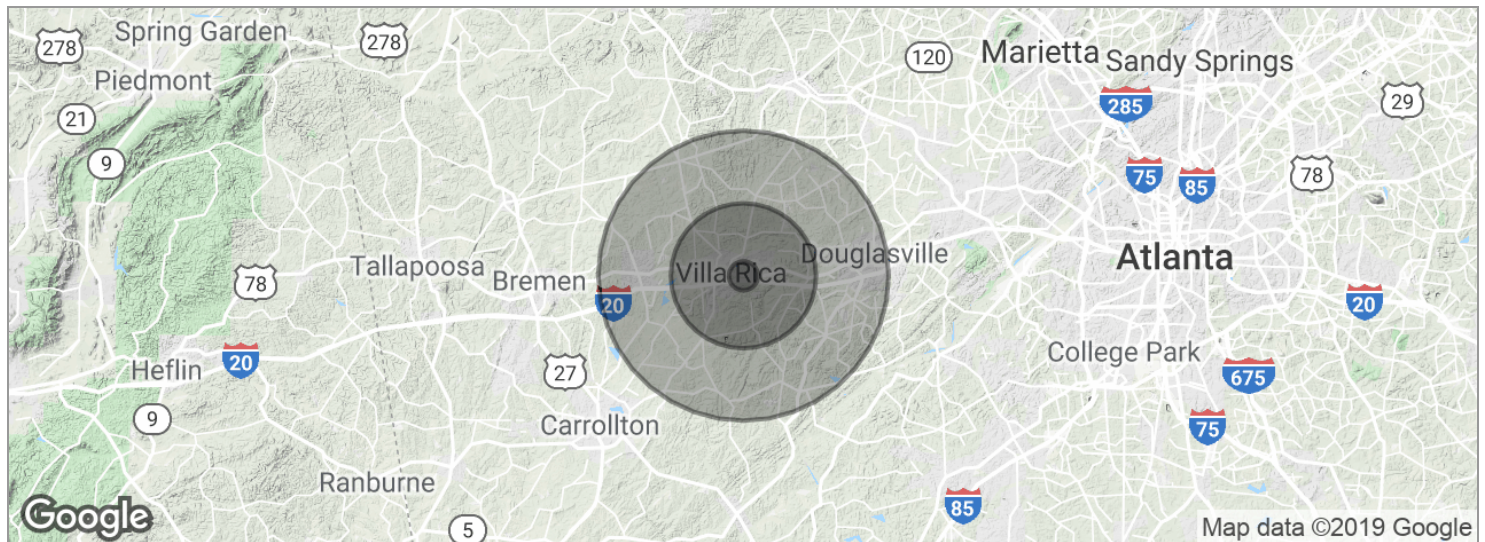 Spring Garden
278
278
Piedmont
120
Marietta
Sandy Springs
285
29
21
9
75
85
78
Tallapoosa
Bremen
Villa Rica
Douglasville
Atlanta
78
20
20
Heflin
20
27
College Park
675
9
Carrollton
75
Ranburne
85
5
Google
Map data ©2019 Google